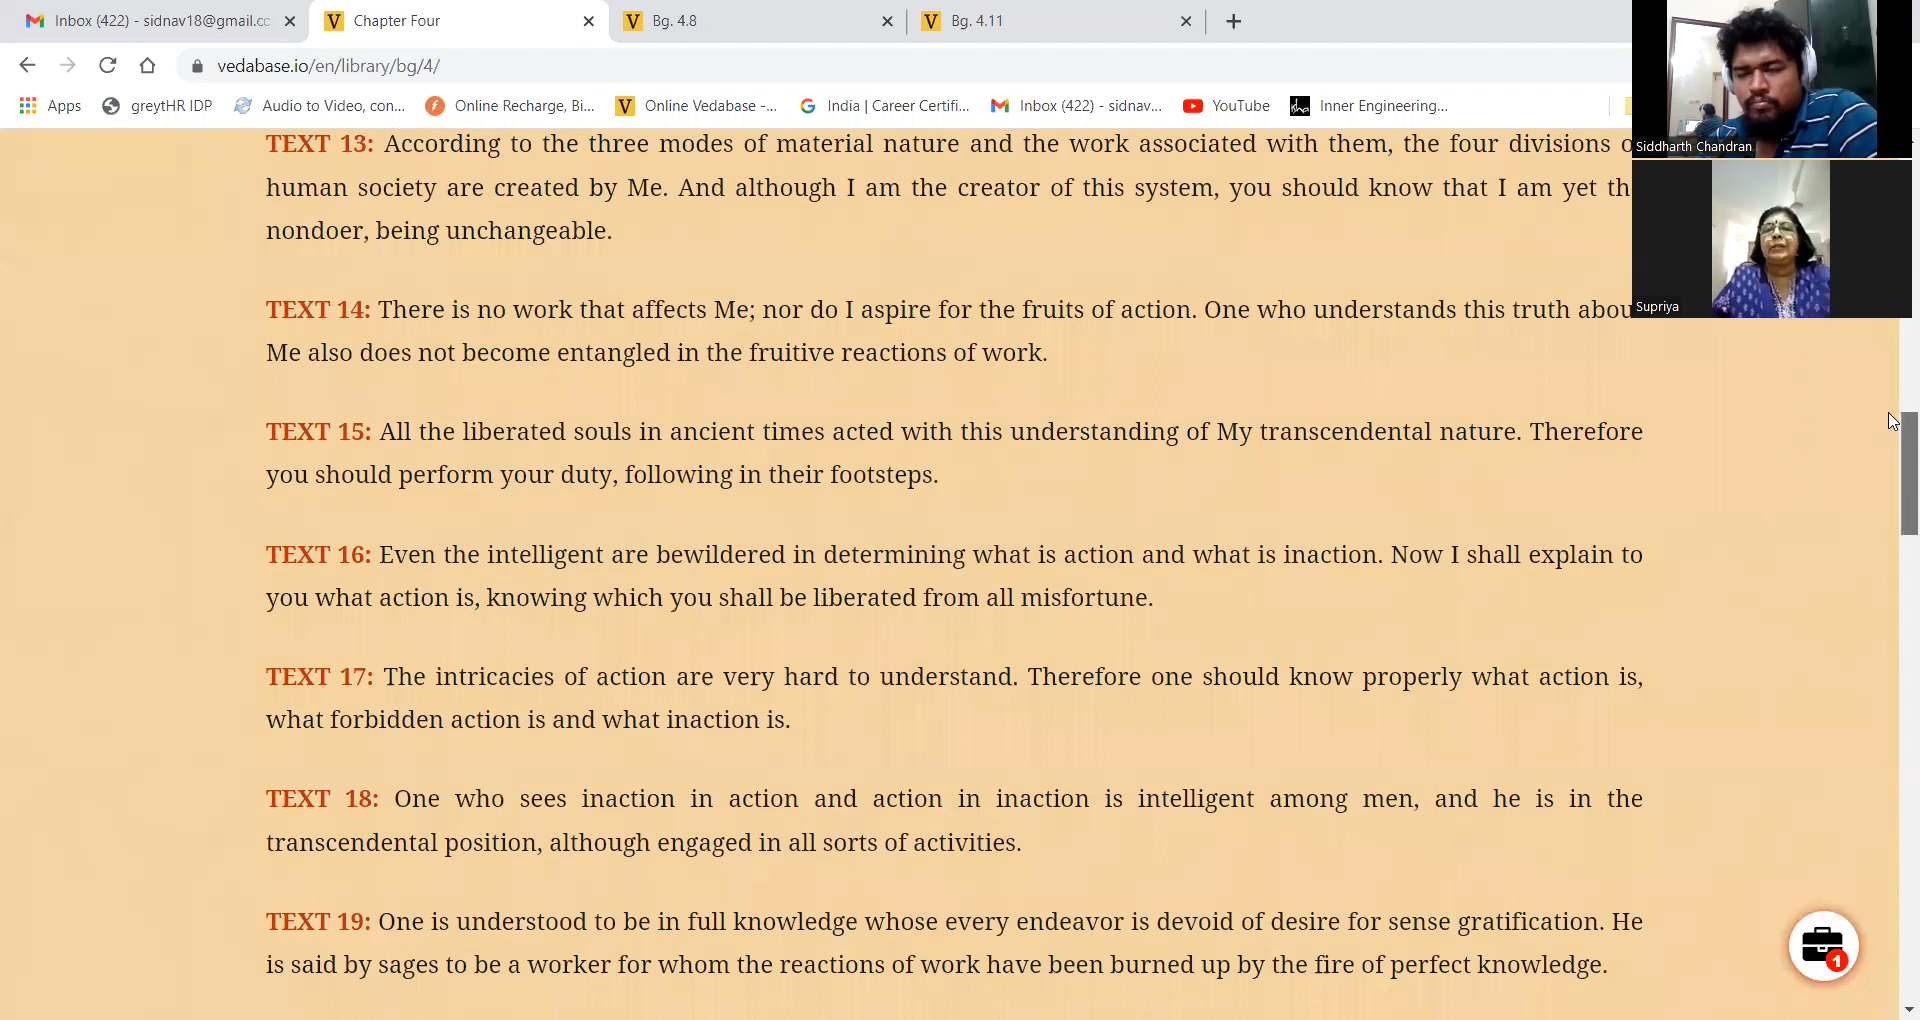 Inbox (422) - sidnav18@gmail.cc
Chapter Four
Bg. 4.8
Bg. 4.11
vedabase.io/en/library/bg/4/
Apps
greytHR IDP
Audio to Video, con...
Online Recharge, Bi...
Online Vedabase -...
India | Career Certifi...
Inbox (422) - sidnav...
YouTube
Inner Engineering...
Siddharth Chandran
Supriya
TEXT 13: According to the three modes of material nature and the work associated with them, the four divisions o
human society are created by Me. And although I am the creator of this system, you should know that I am yet th
nondoer, being unchangeable.
TEXT 14: There is no work that affects Me; nor do I aspire for the fruits of action. One who understands this truth abou
Me also does not become entangled in the fruitive reactions of work.
TEXT 15: All the liberated souls in ancient times acted with this understanding of My transcendental nature. Therefore
you should perform your duty, following in their footsteps.
TEXT 16: Even the intelligent are bewildered in determining what is action and what is inaction. Now I shall explain to
you what action is, knowing which you shall be liberated from all misfortune.
TEXT 17: The intricacies of action are very hard to understand. Therefore one should know properly what action is,
what forbidden action is and what inaction is.
TEXT 18: One who sees inaction in action and action in inaction is intelligent among men, and he is in the
transcendental position, although engaged in all sorts of activities.
TEXT 19: One is understood to be in full knowledge whose every endeavor is devoid of desire for sense gratification. He
is said by sages to be a worker for whom the reactions of work have been burned up by the fire of perfect knowledge.
1